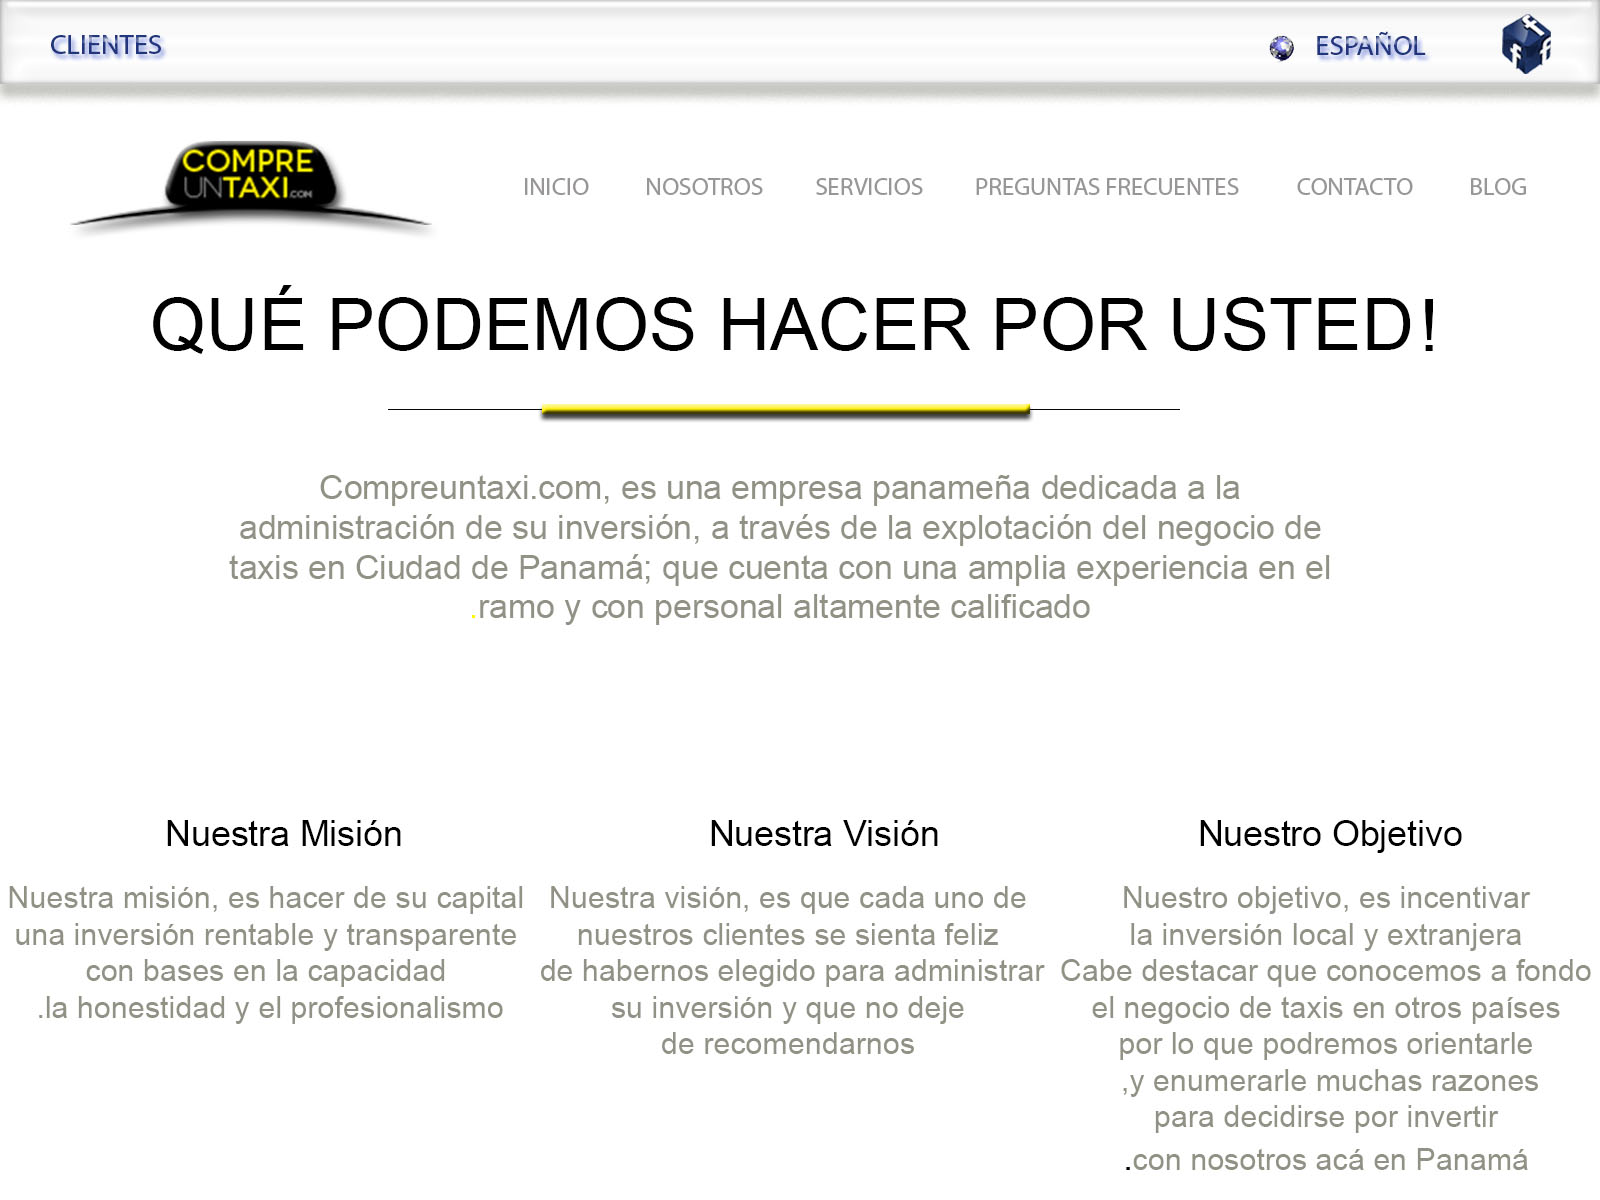 CLIENTES
ESPAÑOL
f f f
COMPRE
UNTAXI.COM
INICIO NOSOTROS SERVICIOS PREGUNTAS FRECUENTES CONTACTO BLOG
QUÉ PODEMOS HACER POR USTED!
Compreuntaxi.com, es una empresa panameña dedicada a la
administración de su inversión, a través de la explotación del negocio de
taxis en Ciudad de Panamá; que cuenta con una amplia experiencia en el
.ramo y con personal altamente calificado
Nuestra Misión
Nuestra misión, es hacer de su capital
una inversión rentable y transparente
con bases en la capacidad
.la honestidad y el profesionalismo
Nuestra Visión
Nuestra visión, es que cada uno de
nuestros clientes se sienta feliz
de habernos elegido para administrar
su inversión y que no deje
de recomendarnos
Nuestro Objetivo
Nuestro objetivo, es incentivar
la inversión local y extranjera
Cabe destacar que conocemos a fondo
el negocio de taxis en otros países
por lo que podremos orientarle
,y enumerarle muchas razones
para decidirse por invertir
.con nosotros acá en Panamá